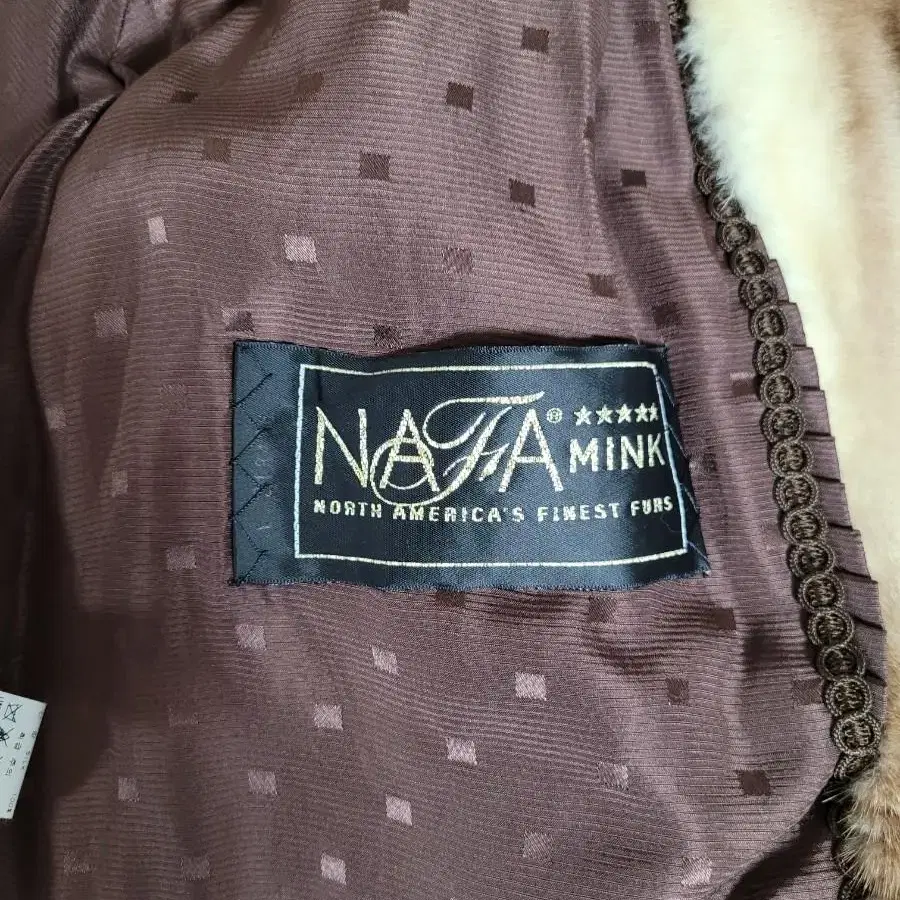 NAFA® ★★★★★
MINK
NORTH AMERICA'S FINEST FURS